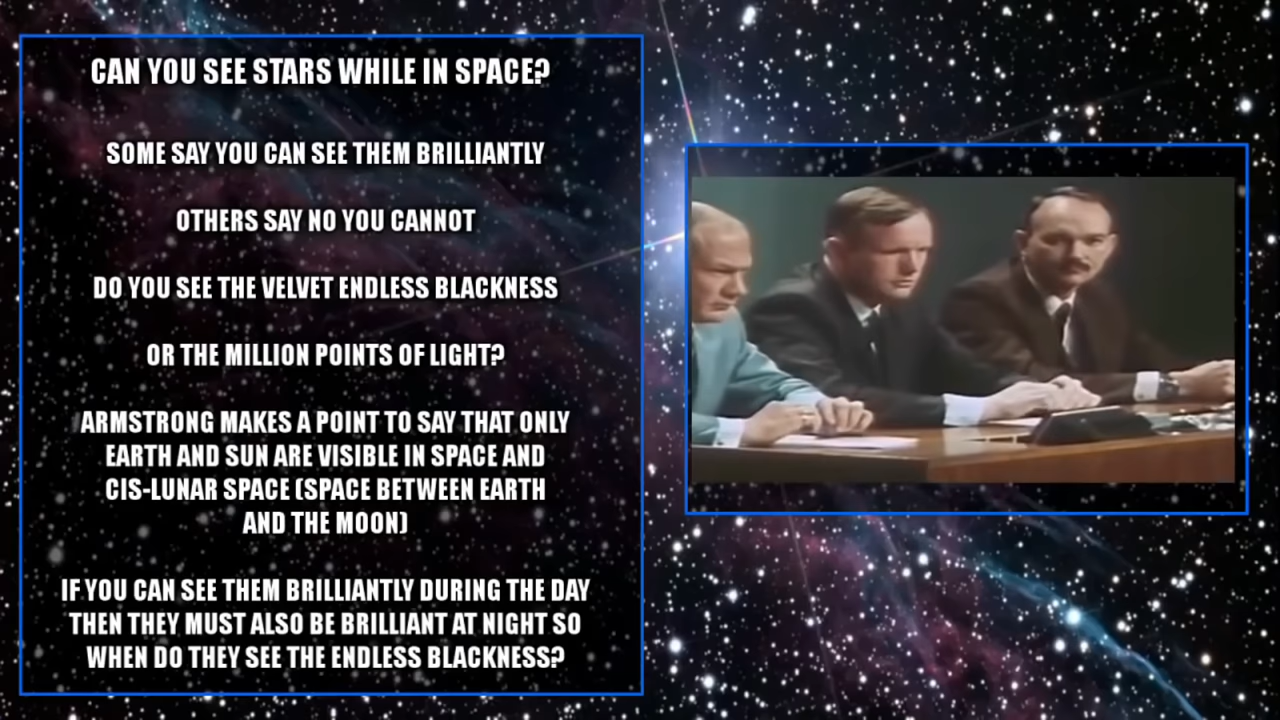 CAN YOU SEE STARS WHILE IN SPACE?
SOME SAY YOU CAN SEE THEM BRILLIANTLY
OTHERS SAY NO YOU CANNOT
DO YOU SEE THE VELVET ENDLESS BLACKNESS
OR THE MILLION POINTS OF LIGHT?
ARMSTRONG MAKES A POINT TO SAY THAT ONLY
EARTH AND SUN ARE VISIBLE IN SPACE AND
CIS-LUNAR SPACE (SPACE BETWEEN EARTH
AND THE MOON)
IF YOU CAN SEE THEM BRILLIANTLY DURING THE DAY
THEN THEY MUST ALSO BE BRILLIANT AT NIGHT SO
WHEN DO THEY SEE THE ENDLESS BLACKNESS?